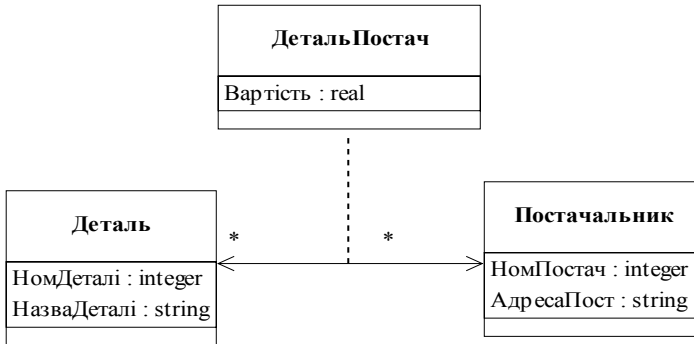 ДетальПостач
Вартість : real
Деталь
НомДеталі : integer
НазваДеталі : string
*
*
Постачальник
НомПостач : integer
АдресаПост : string